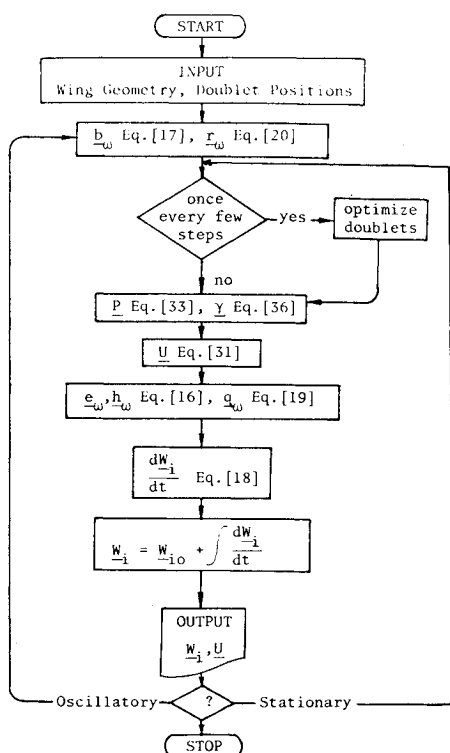 START
INPUT
Wing Geometry, Doublet Positions
b_ω Eq.[17], r_ω Eq.[20]
once
every few
steps
yes
optimize
doublets
no
P Eq.[33], γ Eq.[36]
U Eq.[31]
e_ω,h_ω Eq.[16], q_ω Eq.[19]
dW_i
dt Eq.[18]
W_i = W_io + ∫ dW_i
dt
OUTPUT
W_i,U
Oscillatory ? Stationary
STOP